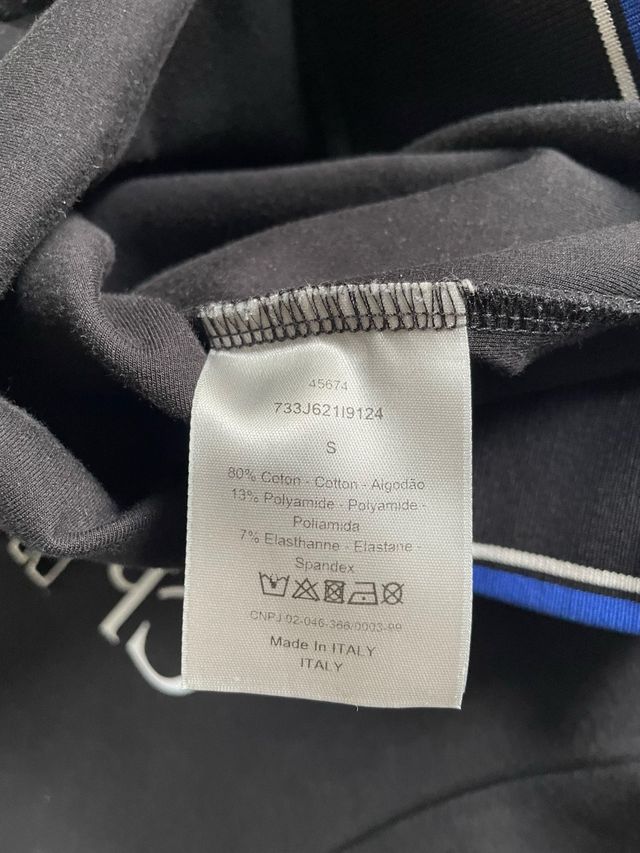 45674
733J621I9124
S
80% Coton - Cotton - Algodão
13% Polyamide - Polyamide -
Poliamida
7% Elasthanne - Elastane -
Spandex
CNPJ 02-046-366/0003-99
Made In ITALY
ITALY